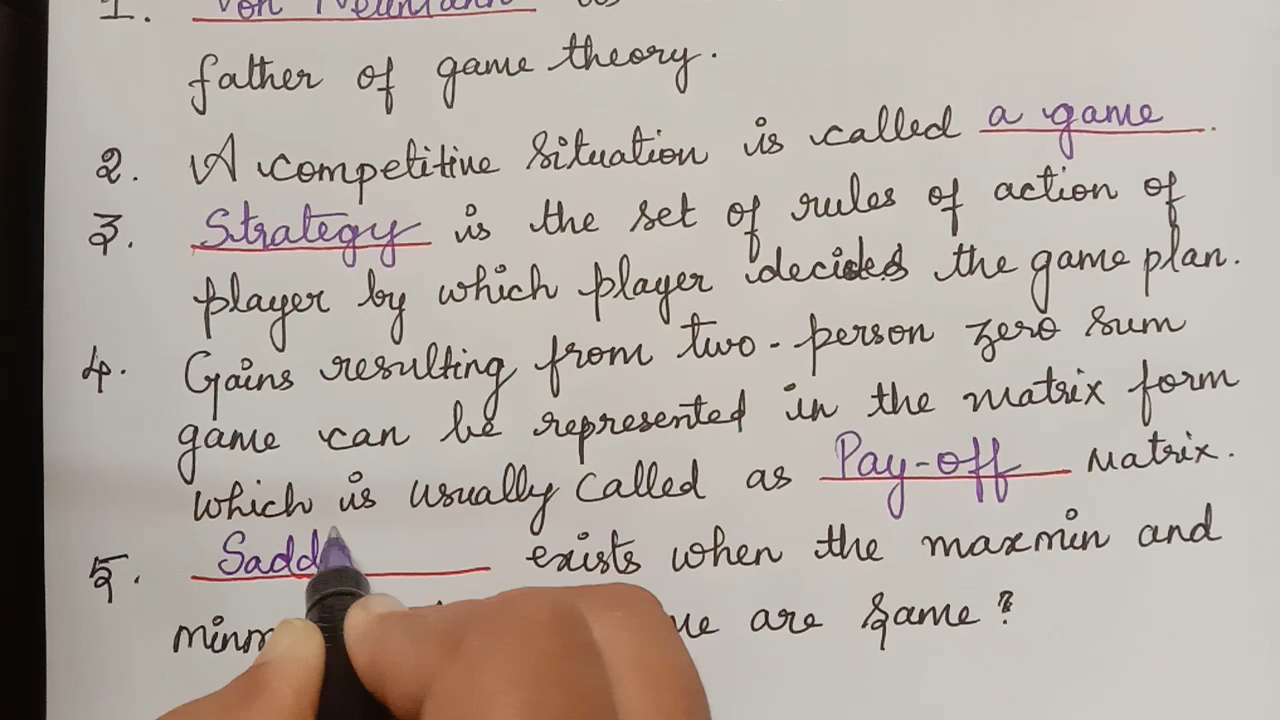 1. Von Neumann
father of game theory.
2. A competitive situation is called a game.
3. Strategy is the set of rules of action of
player by which player decides the game plan.
4. Gains resulting from two-person zero sum
game can be represented in the matrix form
which is usually called as Pay-off Matrix.
5. Sadd exists when the maxmin and
are same?